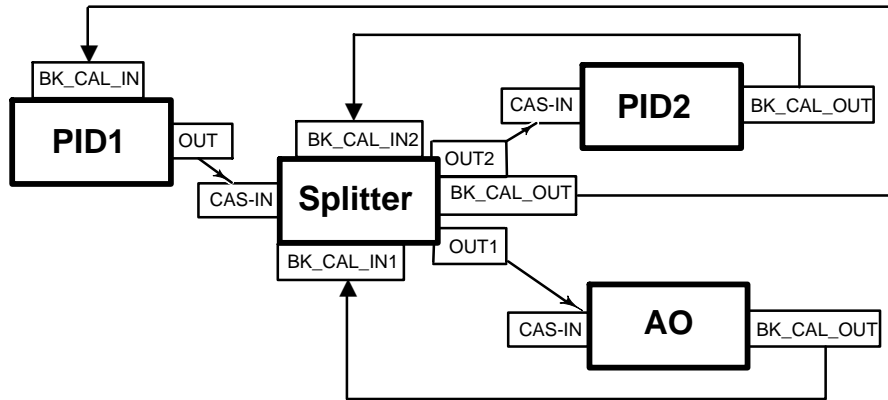 BK_CAL_IN
PID1
OUT
CAS-IN
BK_CAL_IN2
Splitter
OUT2
BK_CAL_OUT
OUT1
BK_CAL_IN1
CAS-IN
PID2
BK_CAL_OUT
CAS-IN
AO
BK_CAL_OUT